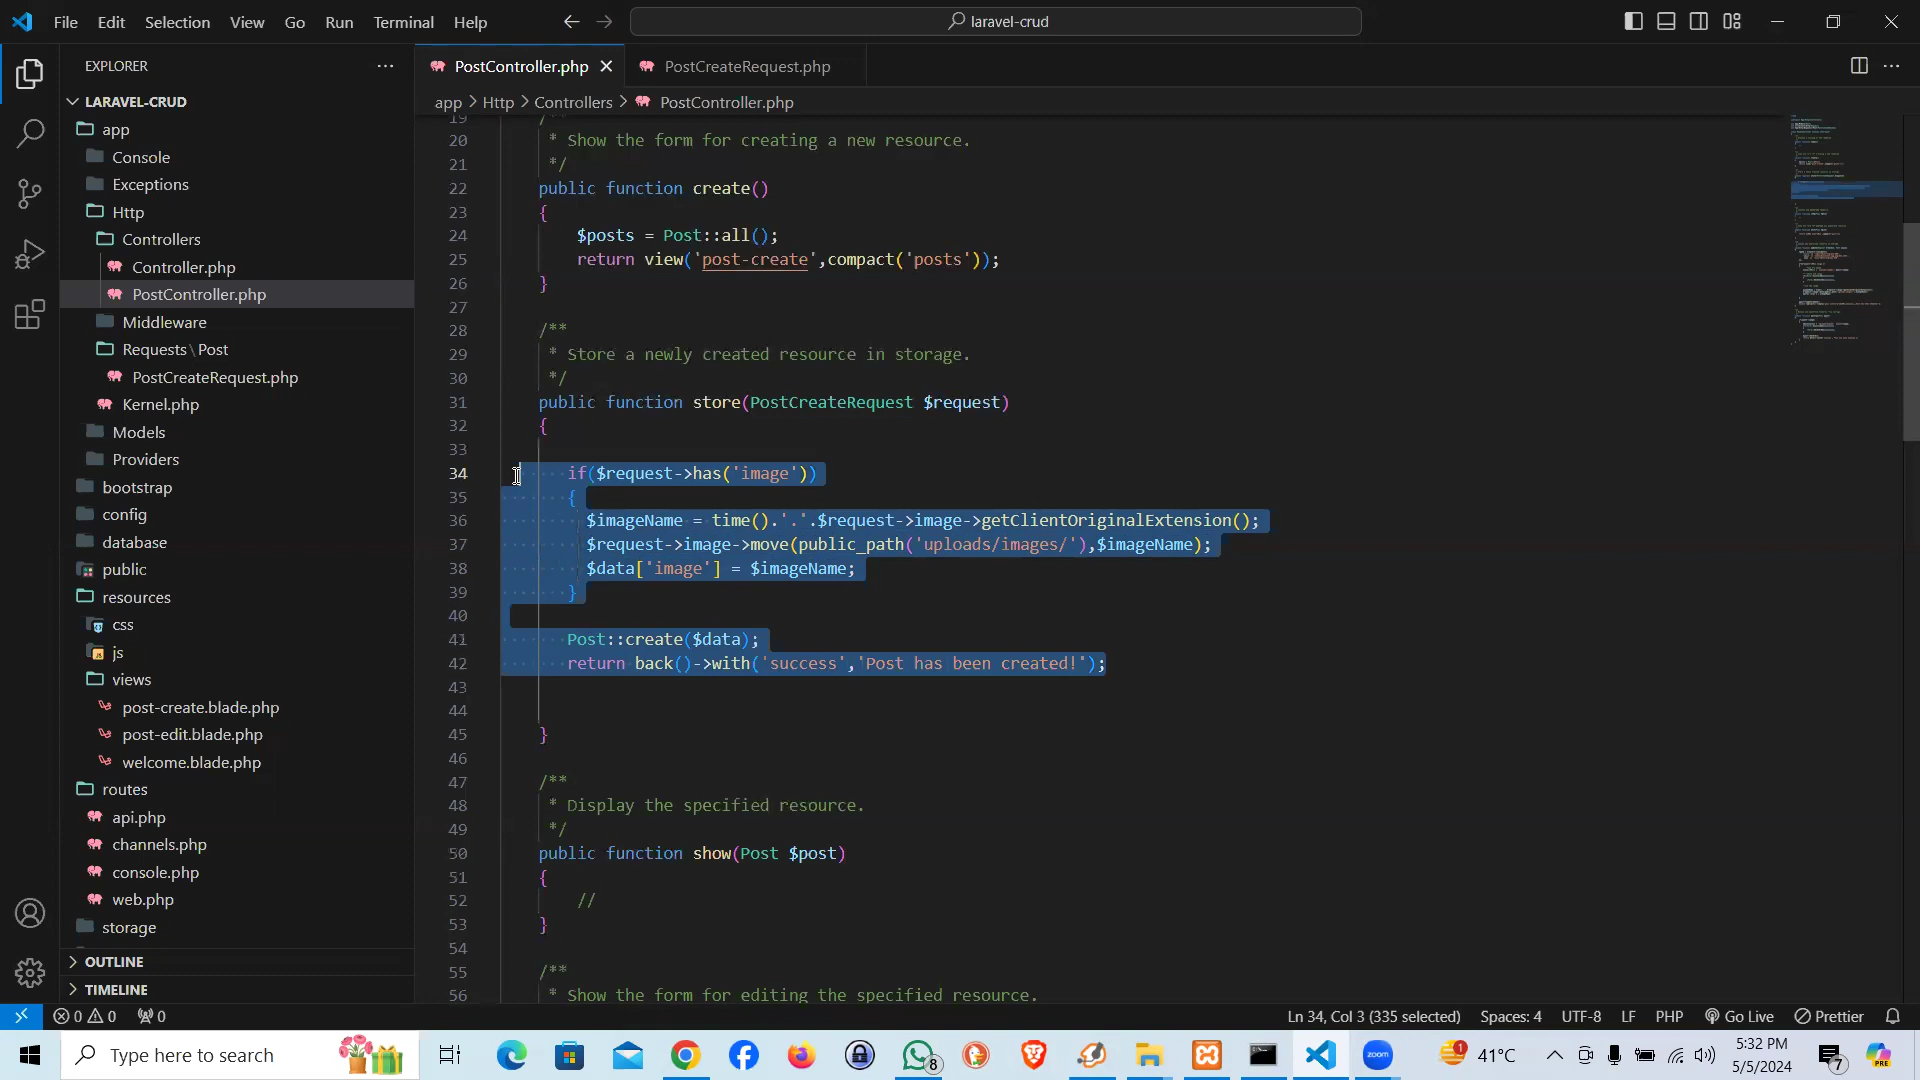 File Edit Selection View Go Run Terminal Help
laravel-crud
EXPLORER
LARAVEL-CRUD
app
Console
Exceptions
Http
Controllers
Controller.php
PostController.php
Middleware
Requests\Post
PostCreateRequest.php
Kernel.php
Models
Providers
bootstrap
config
database
public
resources
css
js
views
post-create.blade.php
post-edit.blade.php
welcome.blade.php
routes
api.php
channels.php
console.php
web.php
storage
OUTLINE
TIMELINE
PostController.php PostCreateRequest.php
app > Http > Controllers > PostController.php
19 /**
20 * Show the form for creating a new resource.
21 */
22 public function create()
23 {
24 $posts = Post::all();
25 return view('post-create',compact('posts'));
26 }
27
28 /**
29 * Store a newly created resource in storage.
30 */
31 public function store(PostCreateRequest $request)
32 {
33
34 if($request->has('image'))
35 {
36 $imageName = time().'.'.$request->image->getClientOriginalExtension();
37 $request->image->move(public_path('uploads/images/'),$imageName);
38 $data['image'] = $imageName;
39 }
40
41 Post::create($data);
42 return back()->with('success','Post has been created!');
43
44
45 }
46
47 /**
48 * Display the specified resource.
49 */
50 public function show(Post $post)
51 {
52 //
53 }
54
55 /**
56 * Show the form for editing the specified resource.
0 0 0
Ln 34, Col 3 (335 selected) Spaces: 4 UTF-8 LF PHP Go Live Prettier
Type here to search
8
zoom
41°C
5:32 PM
5/5/2024
7
PRE